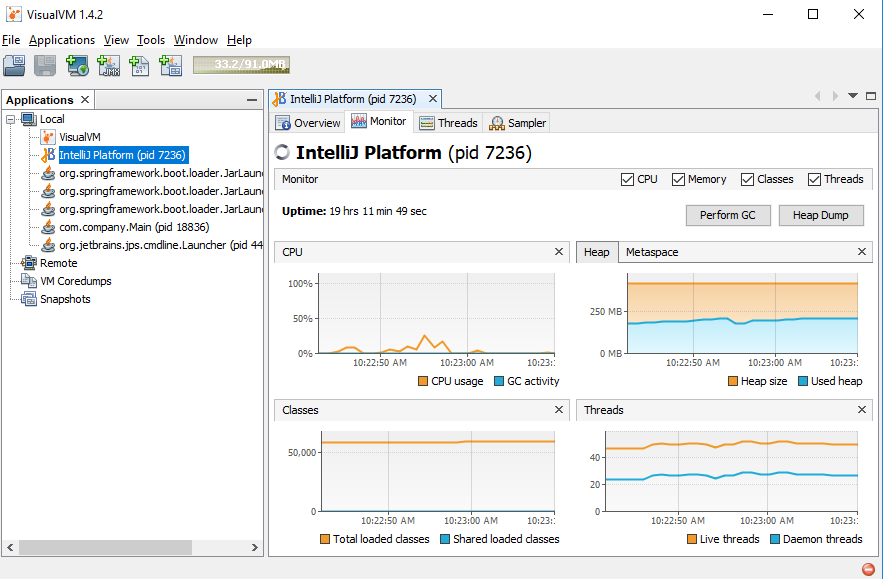 VisualVM 1.4.2
File Applications View Tools Window Help
33.2/91.0MB
Applications
Local
VisualVM
IntelliJ Platform (pid 7236)
org.springframework.boot.loader.JarLaun
org.springframework.boot.loader.JarLaun
org.springframework.boot.loader.JarLaun
com.company.Main (pid 18836)
org.jetbrains.jps.cmdline.Launcher (pid 44
Remote
VM Coredumps
Snapshots
IntelliJ Platform (pid 7236)
Overview Monitor Threads Sampler
IntelliJ Platform (pid 7236)
Monitor CPU Memory Classes Threads
Uptime: 19 hrs 11 min 49 sec
Perform GC Heap Dump
CPU
100%
50%
0%
10:22:50 AM 10:23:00 AM 10:23:
CPU usage GC activity
Heap Metaspace
250 MB
0 MB
10:22:50 AM 10:23:00 AM 10:23:
Heap size Used heap
Classes
50,000
0
10:22:50 AM 10:23:00 AM 10:23:
Total loaded classes Shared loaded classes
Threads
40
20
0
10:22:50 AM 10:23:00 AM 10:23:
Live threads Daemon threads